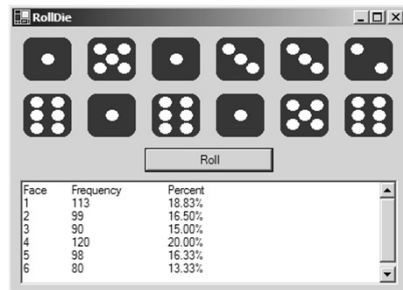 RollDie
Roll
Face Frequency Percent
1 113 18.83%
2 99 16.50%
3 90 15.00%
4 120 20.00%
5 98 16.33%
6 80 13.33%